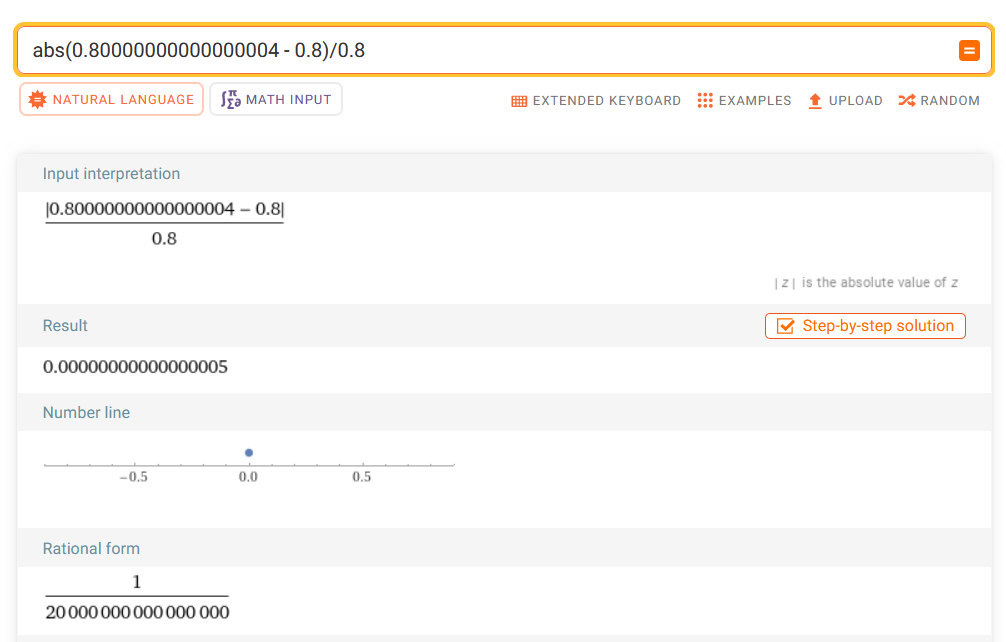 abs(0.80000000000000004 - 0.8)/0.8
NATURAL LANGUAGE MATH INPUT EXTENDED KEYBOARD EXAMPLES UPLOAD RANDOM
Input interpretation
|0.80000000000000004 − 0.8|
0.8
|z| is the absolute value of z
Result Step-by-step solution
0.00000000000000005
Number line
−0.5 0.0 0.5
Rational form
1
20 000 000 000 000 000